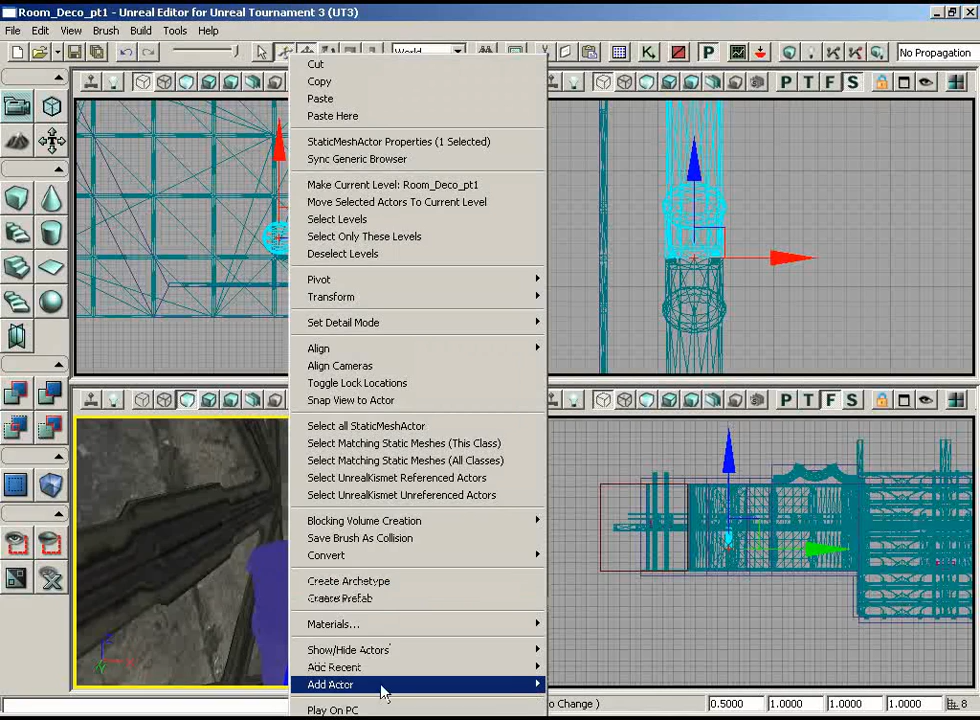 Room_Deco_pt1 - Unreal Editor for Unreal Tournament 3 (UT3)
File Edit View Brush Build Tools Help
World No Propagation
P T F S
Cut
Copy
Paste
Paste Here
StaticMeshActor Properties (1 Selected)
Sync Generic Browser
Make Current Level: Room_Deco_pt1
Move Selected Actors To Current Level
Select Levels
Select Only These Levels
Deselect Levels
Pivot
Transform
Set Detail Mode
Align
Align Cameras
Toggle Lock Locations
Snap View to Actor
P T F S
Select all StaticMeshActor
Select Matching Static Meshes (This Class)
Select Matching Static Meshes (All Classes)
Select UnrealKismet Referenced Actors
Select UnrealKismet Unreferenced Actors
Blocking Volume Creation
Save Brush As Collision
Convert
Create Archetype
Create Prefab
Materials...
Show/Hide Actors
Add Recent
Add Actor
Play On PC
o Change) 0.5000 1.0000 1.0000 1.0000 8